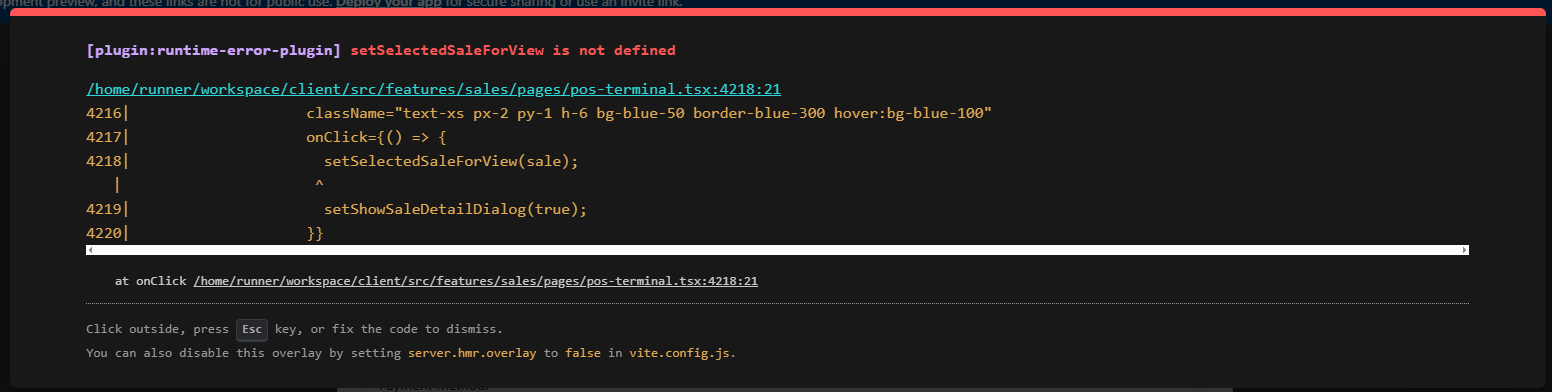 opment preview, and these links are not for public use. Deploy your app for secure sharing or use an invite link.
[plugin:runtime-error-plugin] setSelectedSaleForView is not defined
/home/runner/workspace/client/src/features/sales/pages/pos-terminal.tsx:4218:21
4216|                    className="text-xs px-2 py-1 h-6 bg-blue-50 border-blue-300 hover:bg-blue-100"
4217|                    onClick={() => {
4218|                      setSelectedSaleForView(sale);
    |                     ^
4219|                      setShowSaleDetailDialog(true);
4220|                    }}
at onClick /home/runner/workspace/client/src/features/sales/pages/pos-terminal.tsx:4218:21
Click outside, press Esc key, or fix the code to dismiss.
You can also disable this overlay by setting server.hmr.overlay to false in vite.config.js.
Payment Method: